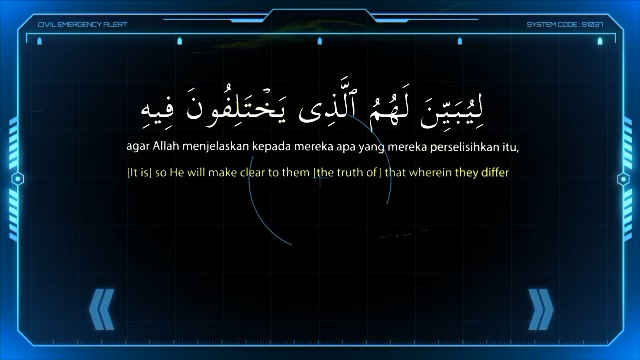 CIVIL EMERGENCY ALERT
SYSTEM CODE : S1037
لِيُبَيِّنَ لَهُمُ ٱلَّذِى يَخْتَلِفُونَ فِيهِ
agar Allah menjelaskan kepada mereka apa yang mereka perselisihkan itu,
[It is] so He will make clear to them [the truth of] that wherein they differ